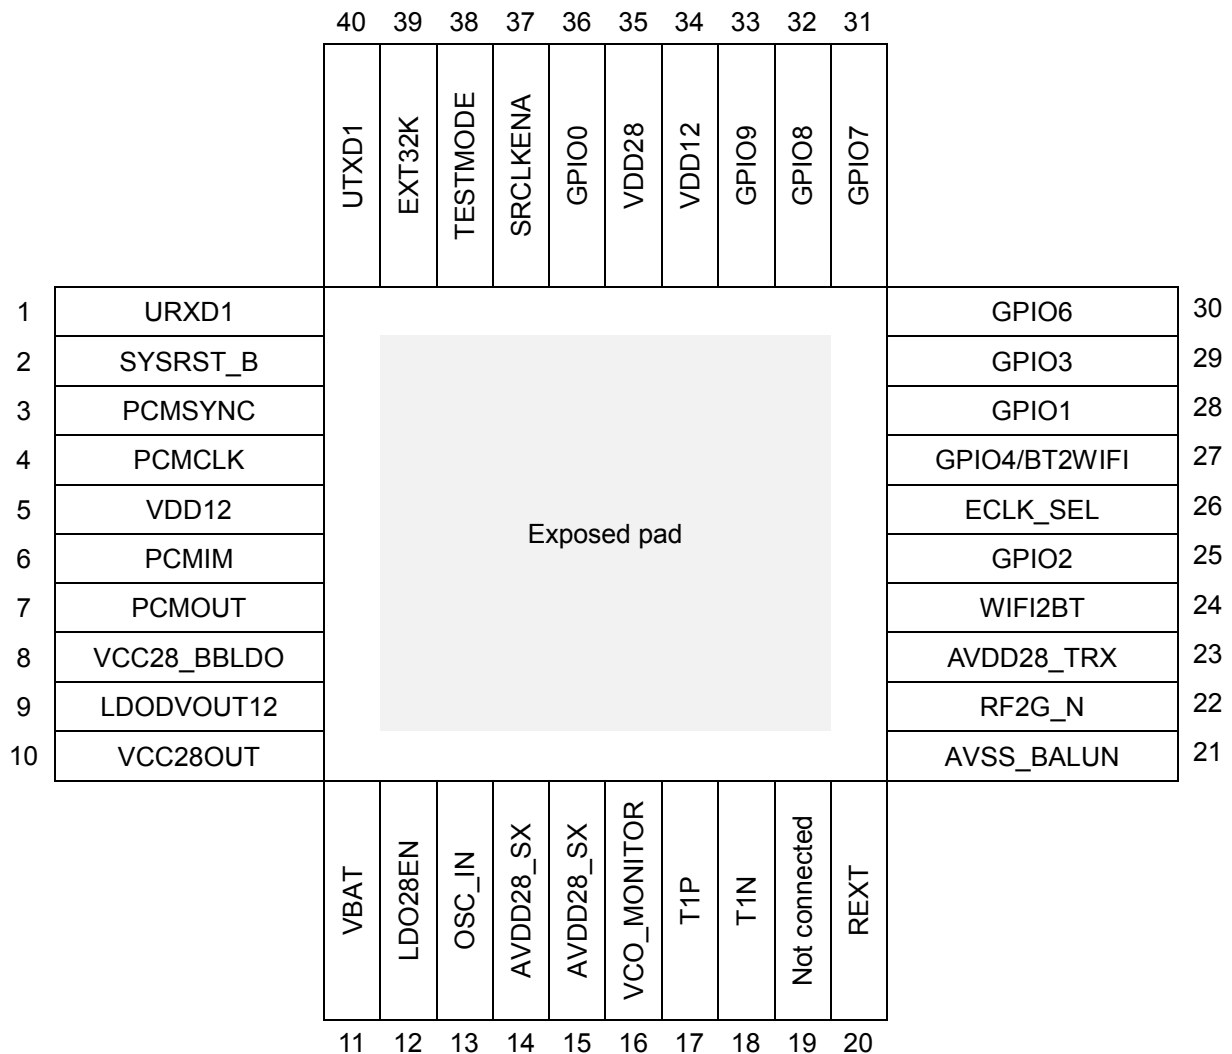 40 39 38 37 36 35 34 33 32 31
UTXD1
EXT32K
TESTMODE
SRCLKENA
GPIO0
VDD28
VDD12
GPIO9
GPIO8
GPIO7
1 URXD1
2 SYSRST_B
3 PCMSYNC
4 PCMCLK
5 VDD12
6 PCMIM
7 PCMOUT
8 VCC28_BBLDO
9 LDODVOUT12
10 VCC28OUT
Exposed pad
GPIO6 30
GPIO3 29
GPIO1 28
GPIO4/BT2WIFI 27
ECLK_SEL 26
GPIO2 25
WIFI2BT 24
AVDD28_TRX 23
RF2G_N 22
AVSS_BALUN 21
VBAT
LDO28EN
OSC_IN
AVDD28_SX
AVDD28_SX
VCO_MONITOR
T1P
T1N
Not connected
REXT
11 12 13 14 15 16 17 18 19 20